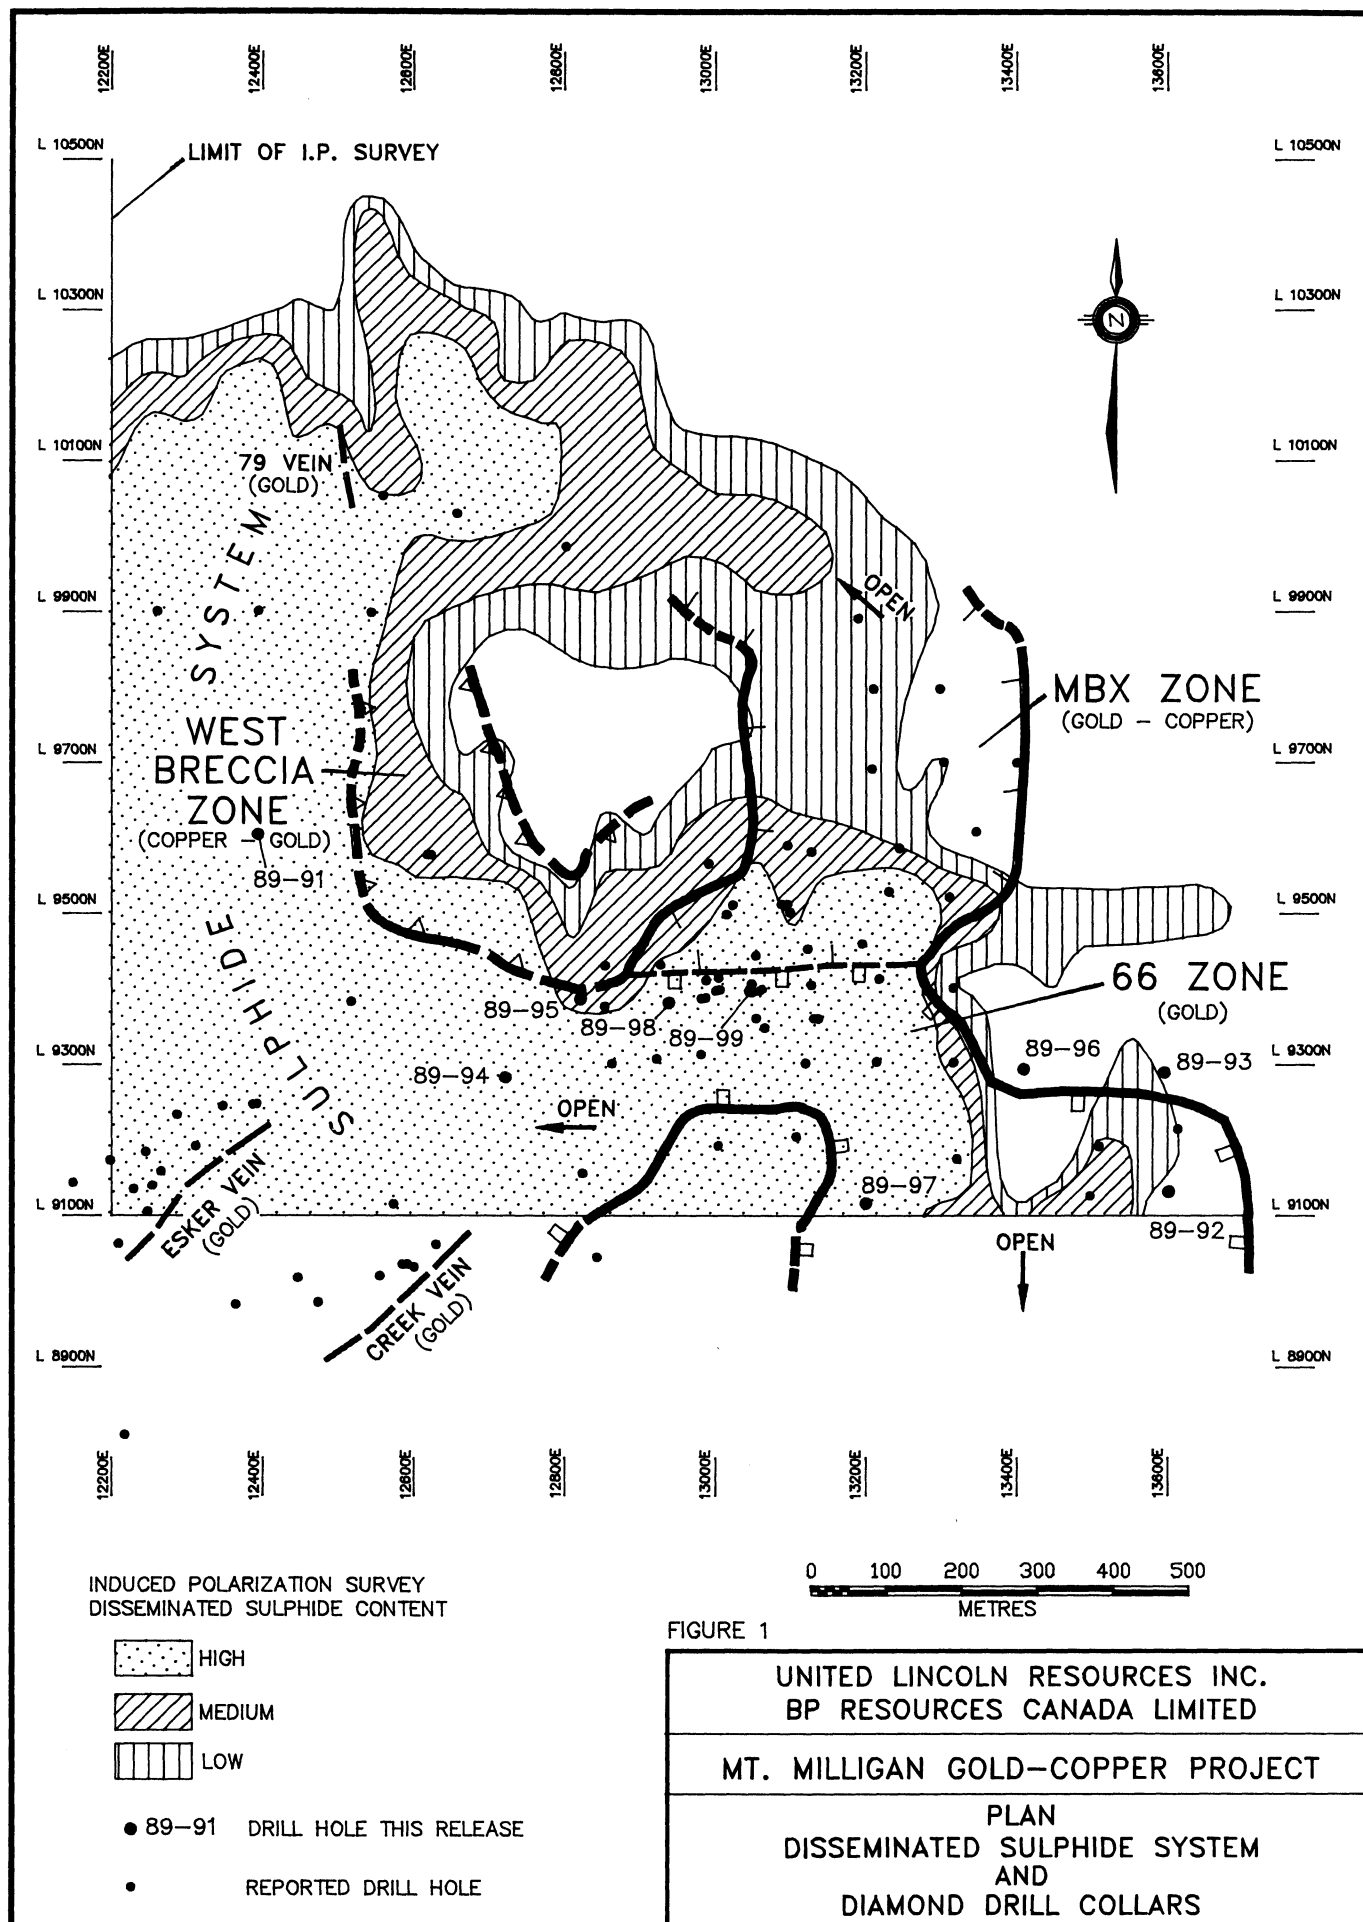 12200E
12400E
12600E
12800E
13000E
13200E
13400E
13600E
L 10500N
L 10500N
LIMIT OF I.P. SURVEY
L 10300N
L 10300N
N
L 10100N
L 10100N
79 VEIN
(GOLD)
L 9900N
L 9900N
OPEN
SULPHIDE SYSTEM
MBX ZONE
(GOLD – COPPER)
WEST
BRECCIA
ZONE
(COPPER – GOLD)
L 9700N
L 9700N
89–91
L 9500N
L 9500N
66 ZONE
(GOLD)
89–95
89–98
89–99
89–96
89–93
L 9300N
L 9300N
89–94
OPEN
89–97
89–92
L 9100N
L 9100N
ESKER VEIN
(GOLD)
OPEN
CREEK VEIN
(GOLD)
L 8900N
L 8900N
12200E
12400E
12600E
12800E
13000E
13200E
13400E
13600E
0 100 200 300 400 500
METRES
INDUCED POLARIZATION SURVEY
DISSEMINATED SULPHIDE CONTENT
HIGH
MEDIUM
LOW
89–91 DRILL HOLE THIS RELEASE
REPORTED DRILL HOLE
FIGURE 1
UNITED LINCOLN RESOURCES INC.
BP RESOURCES CANADA LIMITED
MT. MILLIGAN GOLD–COPPER PROJECT
PLAN
DISSEMINATED SULPHIDE SYSTEM
AND
DIAMOND DRILL COLLARS